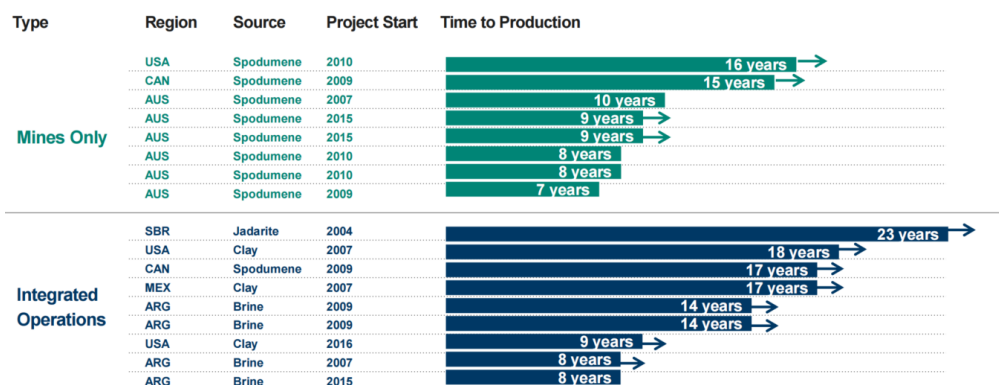 Type Region Source Project Start Time to Production
USA Spodumene 2010 16 years
CAN Spodumene 2009 15 years
AUS Spodumene 2007 10 years
AUS Spodumene 2015 9 years
Mines Only AUS Spodumene 2015 9 years
AUS Spodumene 2010 8 years
AUS Spodumene 2010 8 years
AUS Spodumene 2009 7 years
SBR Jadarite 2004 23 years
USA Clay 2007 18 years
CAN Spodumene 2009 17 years
Integrated MEX Clay 2007 17 years
Operations ARG Brine 2009 14 years
ARG Brine 2009 14 years
USA Clay 2016 9 years
ARG Brine 2007 8 years
ARG Brine 2015 8 years